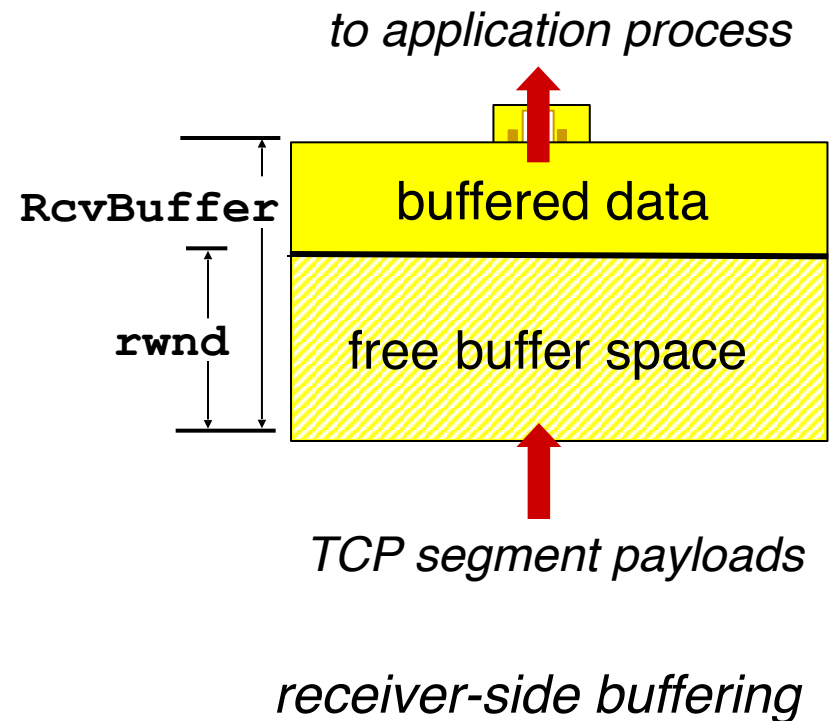 to application process
RcvBuffer
buffered data
rwnd
free buffer space
TCP segment payloads
receiver-side buffering